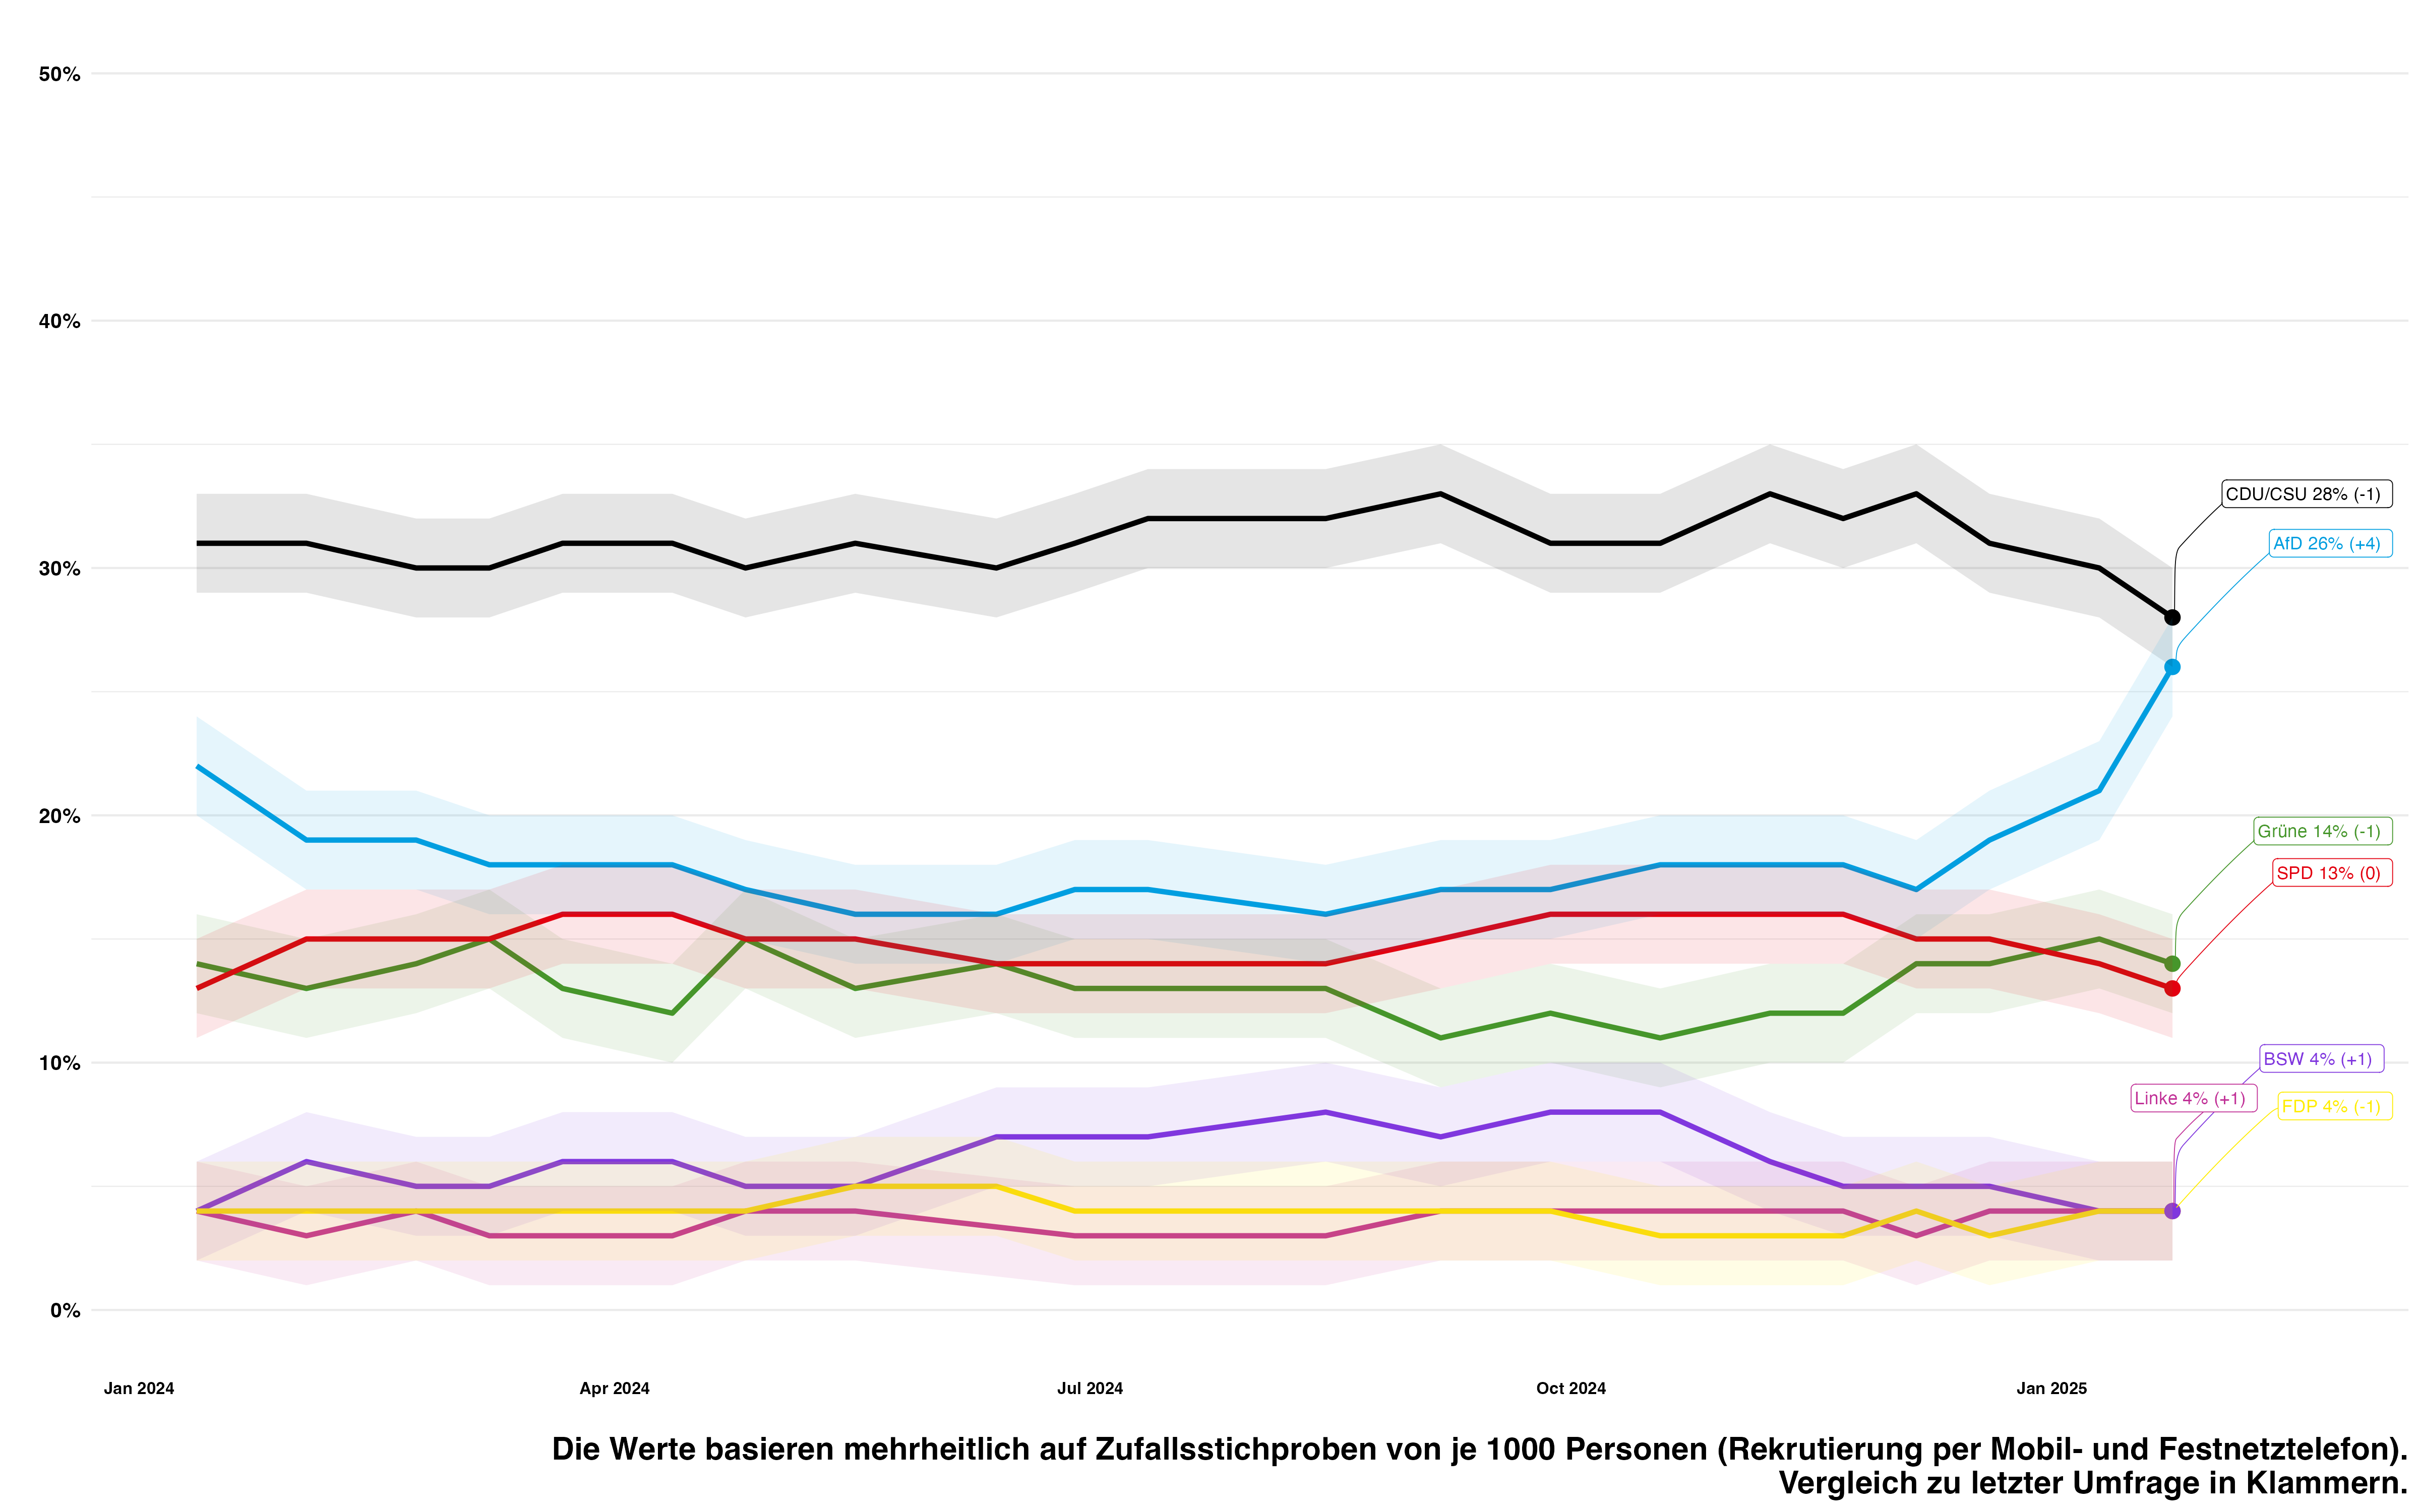 50%
40%
30%
20%
10%
0%
CDU/CSU 28% (-1)
AfD 26% (+4)
Grüne 14% (-1)
SPD 13% (0)
BSW 4% (+1)
Linke 4% (+1)
FDP 4% (-1)
Jan 2024
Apr 2024
Jul 2024
Oct 2024
Jan 2025
Die Werte basieren mehrheitlich auf Zufallsstichproben von je 1000 Personen (Rekrutierung per Mobil- und Festnetztelefon).
Vergleich zu letzter Umfrage in Klammern.